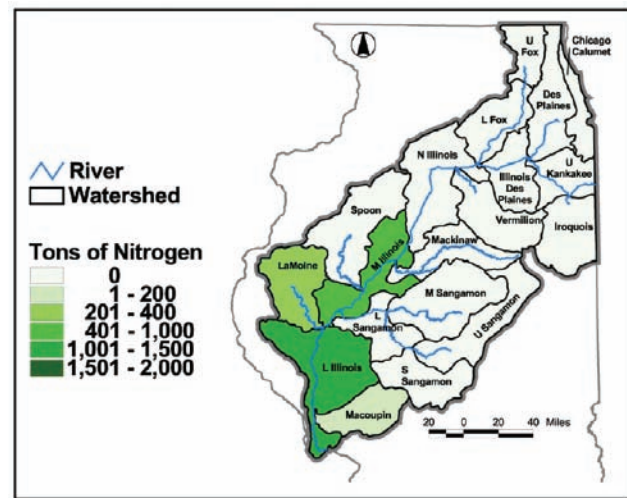 U
Fox
Chicago
Calumet
Des
Plaines
L Fox
N Illinois
U
Kankakee
Illinois
Des
Plaines
Vermilion
Iroquois
River
Watershed
Spoon
M Illinois
Mackinaw
LaMoine
M Sangamon
L
Sangamon
U Sangamon
S
Sangamon
L Illinois
Macoupin
Tons of Nitrogen
0
1 - 200
201 - 400
401 - 1,000
1,001 - 1,500
1,501 - 2,000
20 0 20 40 Miles